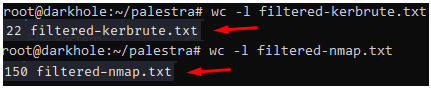 root@darkhole:~/palestra# wc -l filtered-kerbrute.txt
22 filtered-kerbrute.txt
root@darkhole:~/palestra# wc -l filtered-nmap.txt
150 filtered-nmap.txt